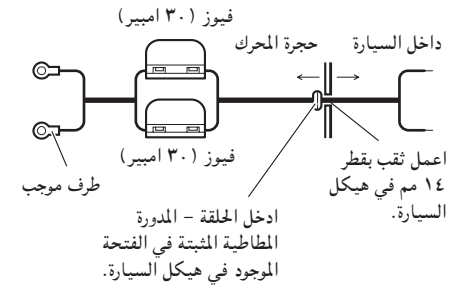 فيوز (٣٠ امبير)
داخل السيارة
حجرة المحرك
فيوز (٣٠ امبير)
طرف موجب
اعمل ثقب بقطر
١٤ مم في هيكل
السيارة.
ادخل الحلقة – المدورة
المطاطية المثبتة في الفتحة
الموجود في هيكل السيارة.